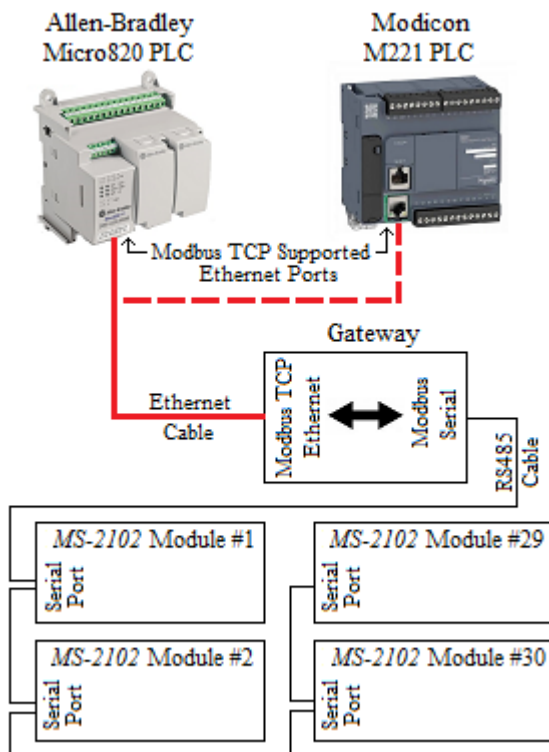 Allen-Bradley
Micro820 PLC
Modicon
M221 PLC
Modbus TCP Supported
Ethernet Ports
Gateway
Ethernet
Cable
Modbus TCP
Ethernet
Modbus
Serial
RS485
Cable
MS-2102 Module #1
Serial
Port
MS-2102 Module #29
Serial
Port
MS-2102 Module #2
Serial
Port
MS-2102 Module #30
Serial
Port